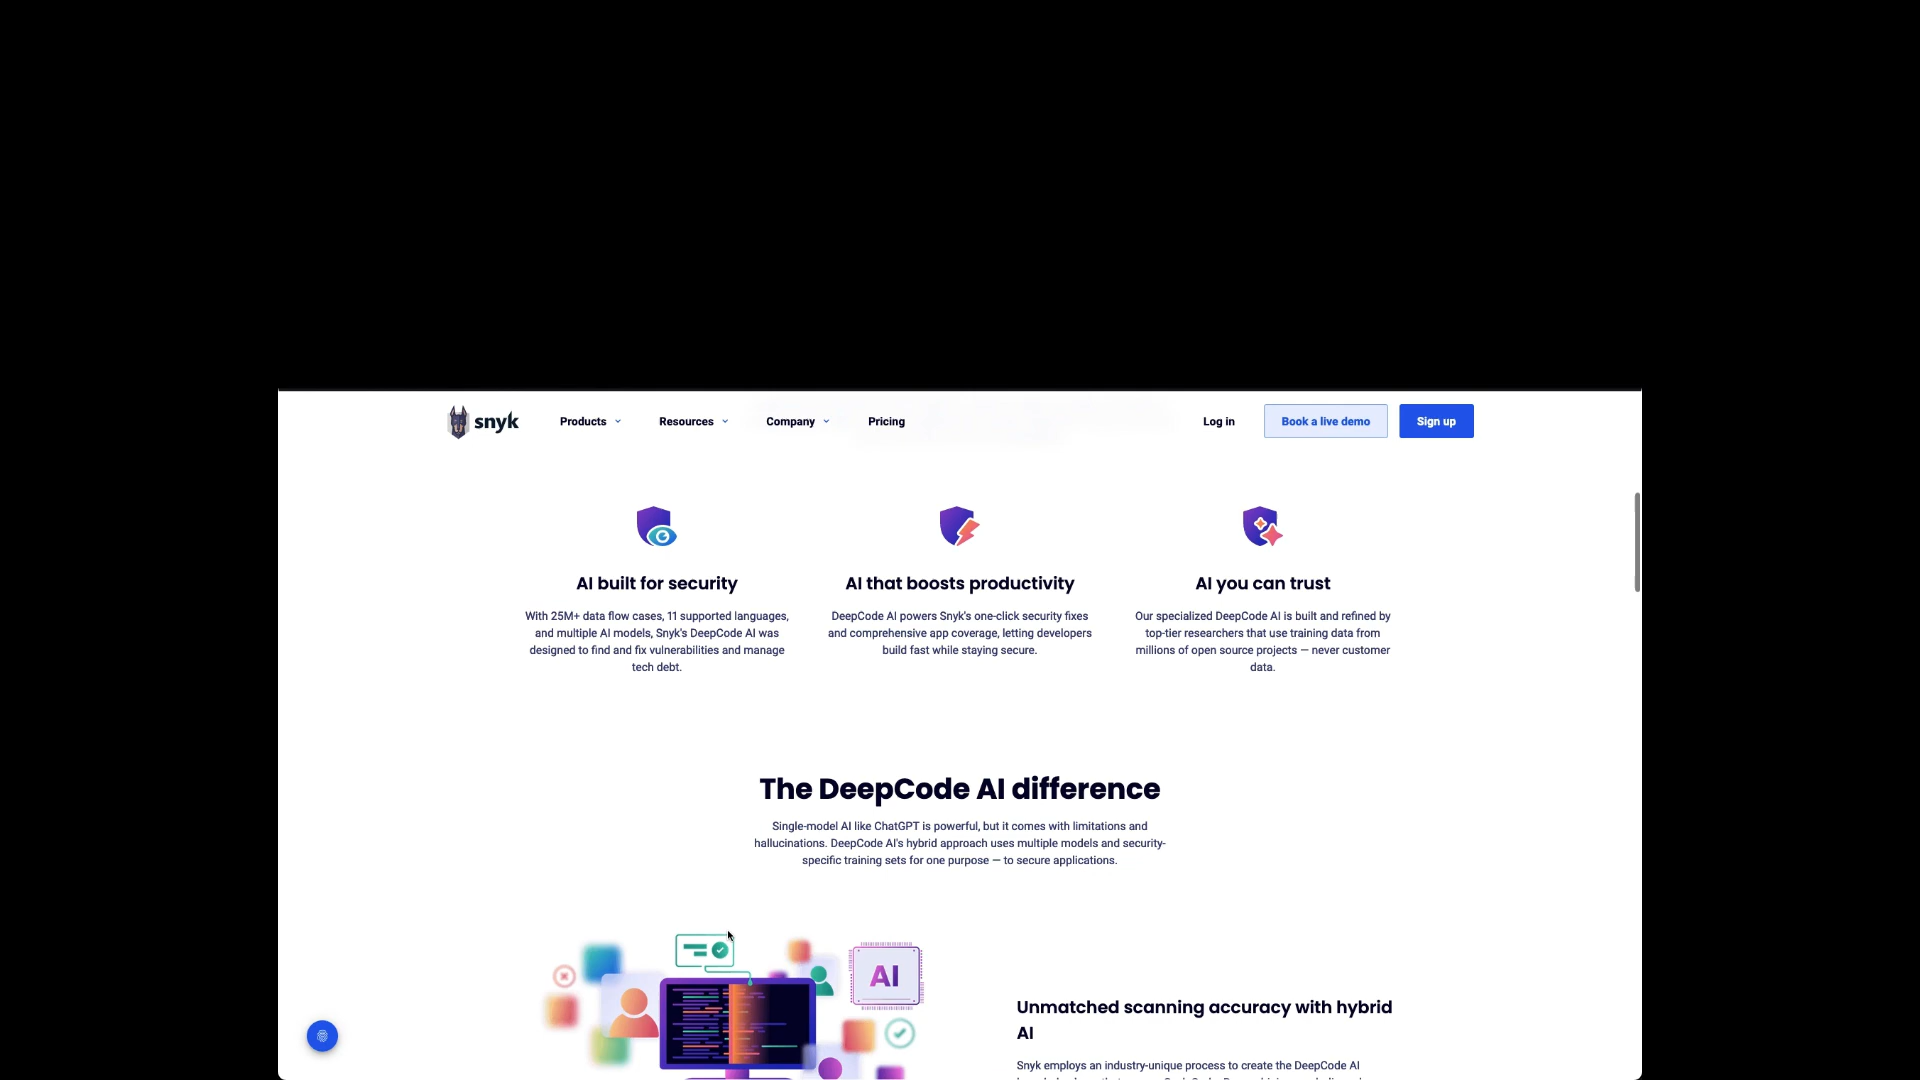 snyk Products Resources Company Pricing Log in Book a live demo Sign up
AI built for security
With 25M+ data flow cases, 11 supported languages,
and multiple AI models, Snyk's DeepCode AI was
designed to find and fix vulnerabilities and manage
tech debt.
AI that boosts productivity
DeepCode AI powers Snyk's one-click security fixes
and comprehensive app coverage, letting developers
build fast while staying secure.
AI you can trust
Our specialized DeepCode AI is built and refined by
top-tier researchers that use training data from
millions of open source projects — never customer
data.
The DeepCode AI difference
Single-model AI like ChatGPT is powerful, but it comes with limitations and
hallucinations. DeepCode AI's hybrid approach uses multiple models and security-
specific training sets for one purpose — to secure applications.
AI
Unmatched scanning accuracy with hybrid
AI
Snyk employs an industry-unique process to create the DeepCode AI